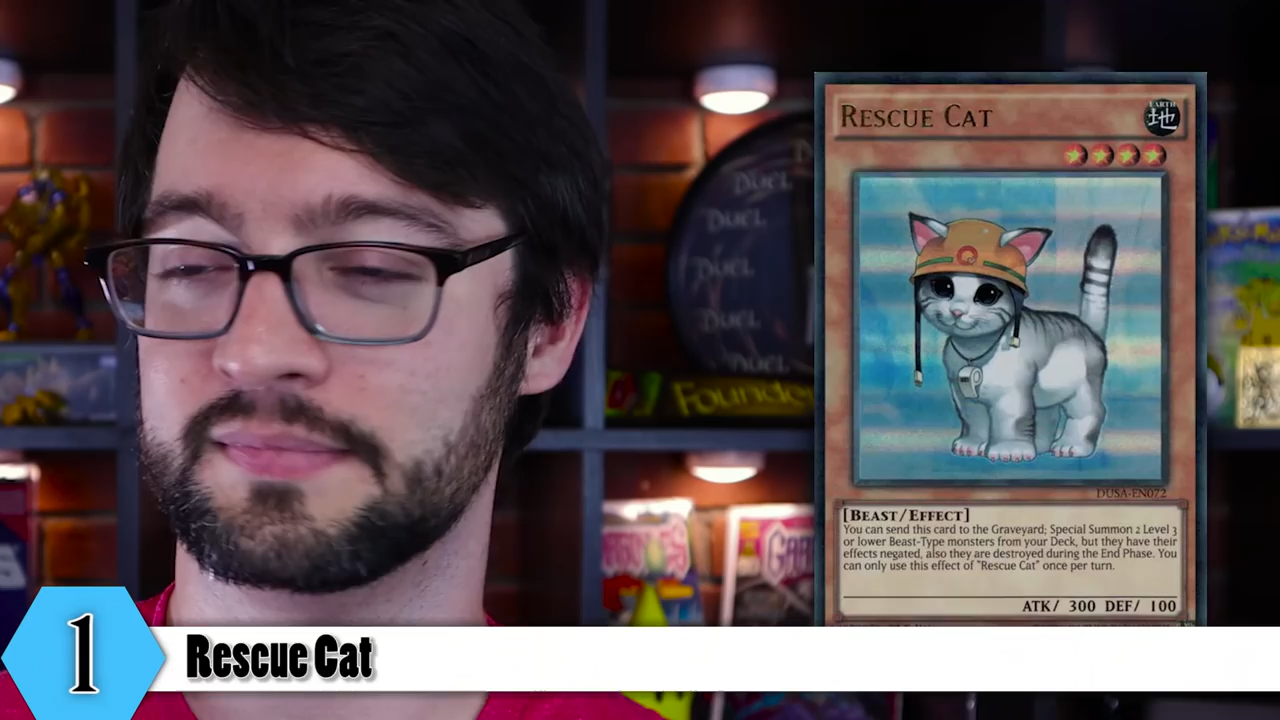 RESCUE CAT
EARTH
地
DUEL
DUEL
DUEL
DUEL
DUEL
Founder
DUSA-EN072
[BEAST/EFFECT]
You can send this card to the Graveyard; Special Summon 2 Level 3
or lower Beast-Type monsters from your Deck, but they have their
effects negated, also they are destroyed during the End Phase. You
can only use this effect of "Rescue Cat" once per turn.
ATK/ 300 DEF/ 100
1
Rescue Cat